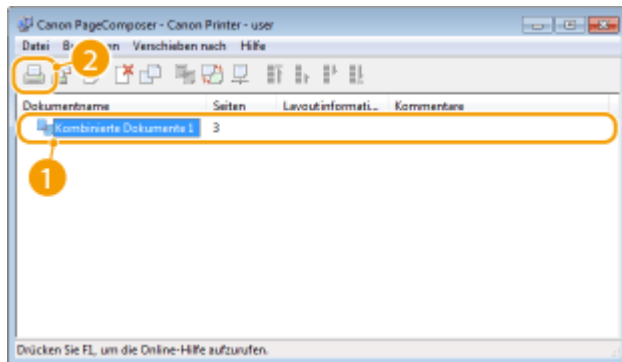 Canon PageComposer - Canon Printer - user
Datei Verschieben nach Hilfe
2
Dokumentname Seiten Layoutinformati... Kommentare
Kombinierte Dokumente 1 3
1
Drücken Sie F1, um die Online-Hilfe aufzurufen.